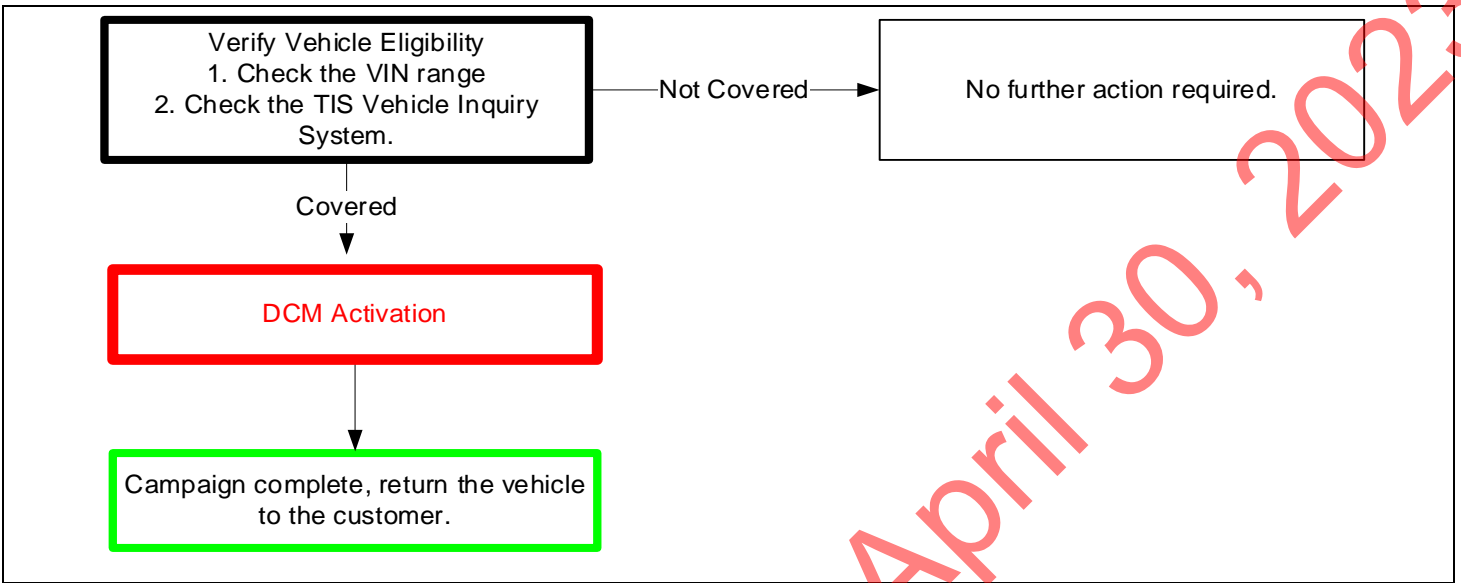 Verify Vehicle Eligibility
1. Check the VIN range
2. Check the TIS Vehicle Inquiry
System.
Not Covered
No further action required.
Covered
DCM Activation
Campaign complete, return the vehicle
to the customer.
April 30,